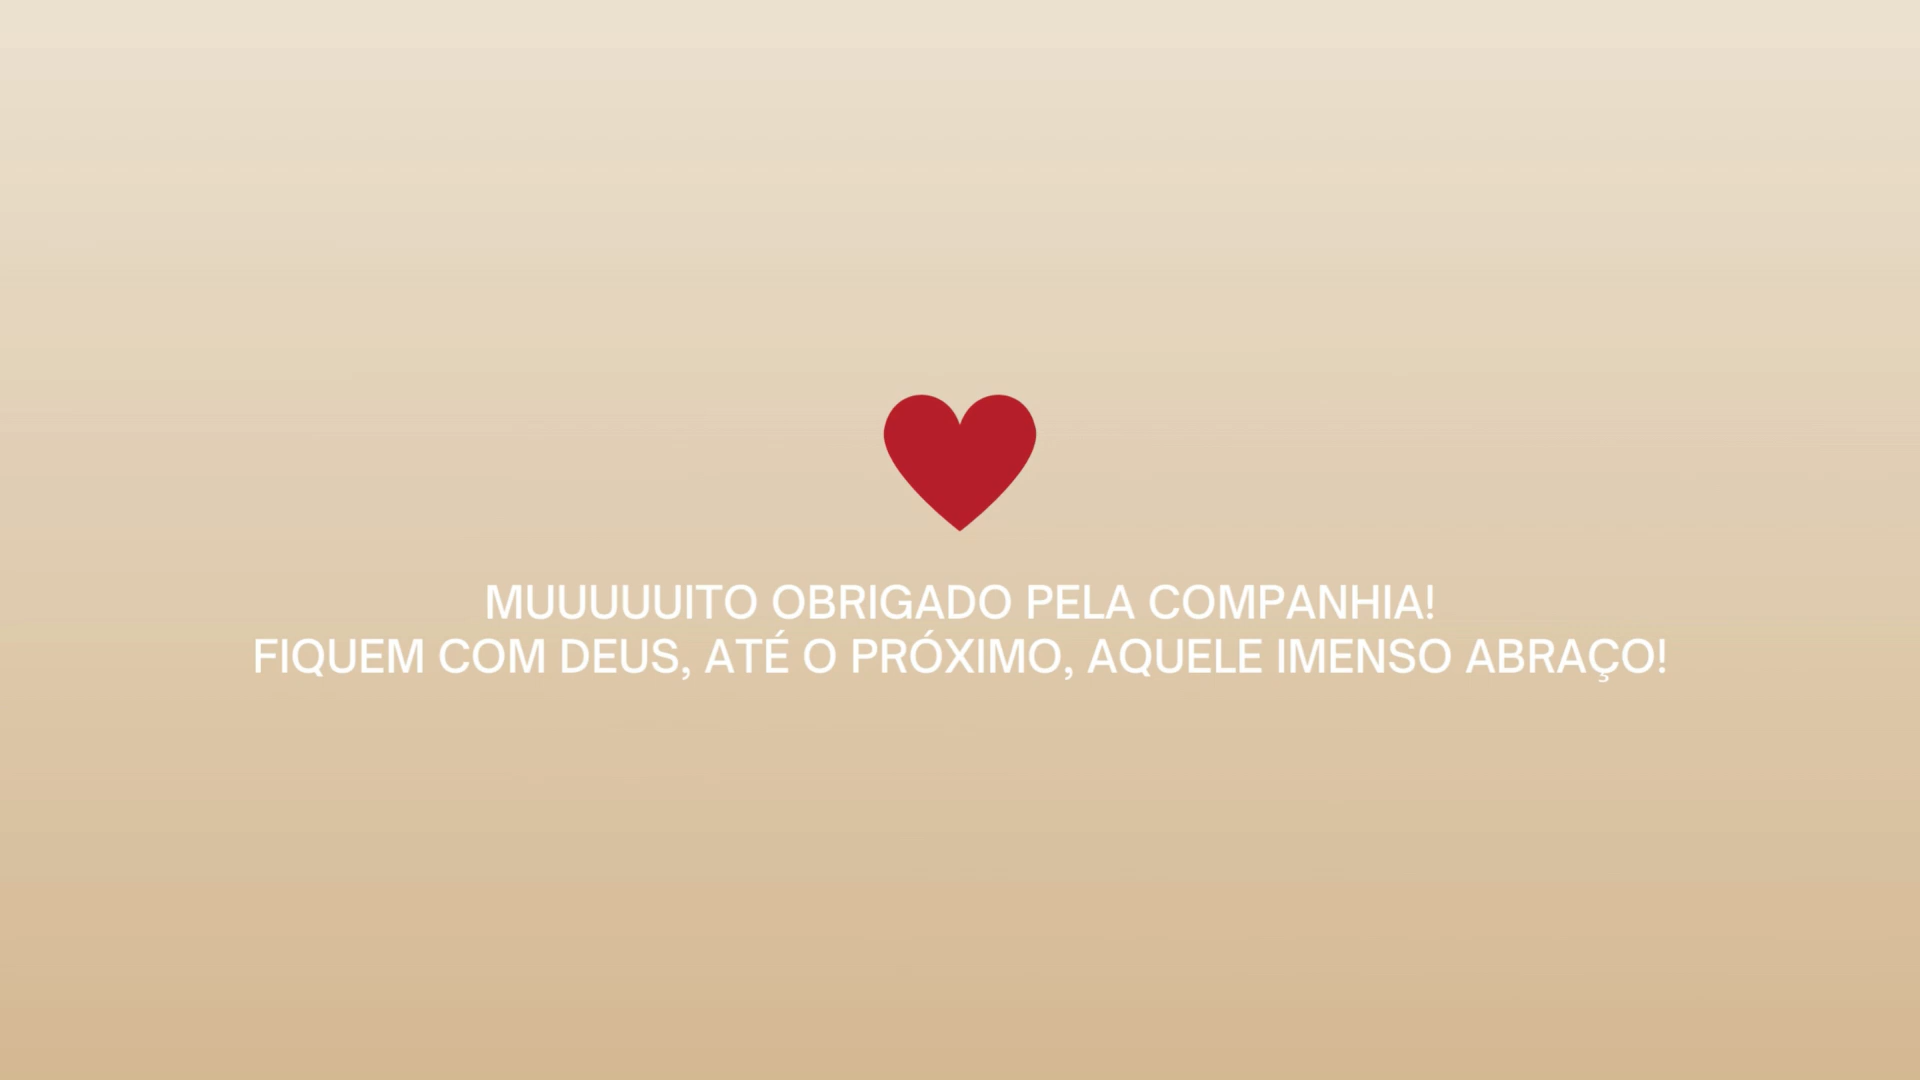 MUUUUUITO OBRIGADO PELA COMPANHIA!
FIQUEM COM DEUS, ATÉ O PRÓXIMO, AQUELE IMENSO ABRAÇO!